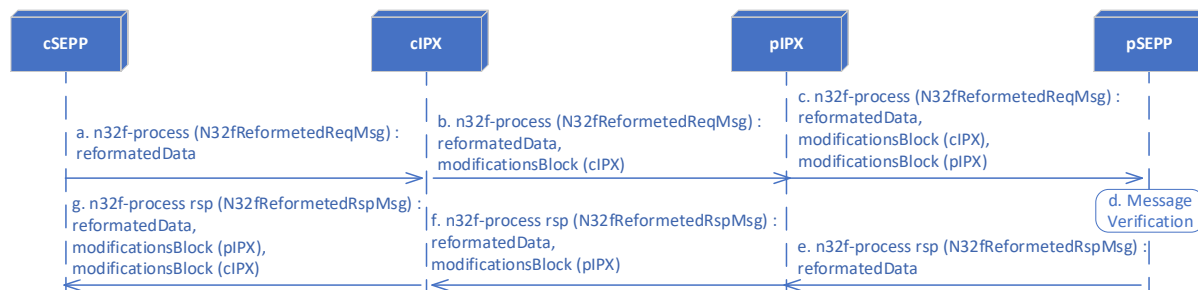 cSEPP
cIPX
pIPX
pSEPP
a. n32f-process (N32fReformetedReqMsg) :
reformatedData
b. n32f-process (N32fReformetedReqMsg) :
reformatedData,
modificationsBlock (cIPX)
c. n32f-process (N32fReformetedReqMsg) :
reformatedData,
modificationsBlock (cIPX),
modificationsBlock (pIPX)
d. Message
Verification
e. n32f-process rsp (N32fReformetedRspMsg) :
reformatedData
f. n32f-process rsp (N32fReformetedRspMsg) :
reformatedData,
modificationsBlock (pIPX)
g. n32f-process rsp (N32fReformetedRspMsg) :
reformatedData,
modificationsBlock (pIPX),
modificationsBlock (cIPX)